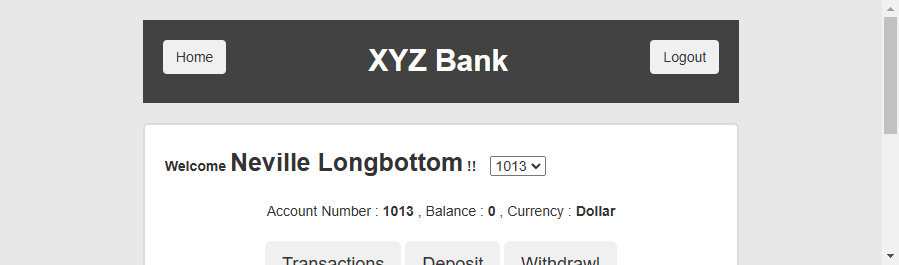 Home XYZ Bank Logout
Welcome Neville Longbottom !! 1013
Account Number : 1013 , Balance : 0 , Currency : Dollar
Transactions Deposit Withdrawl